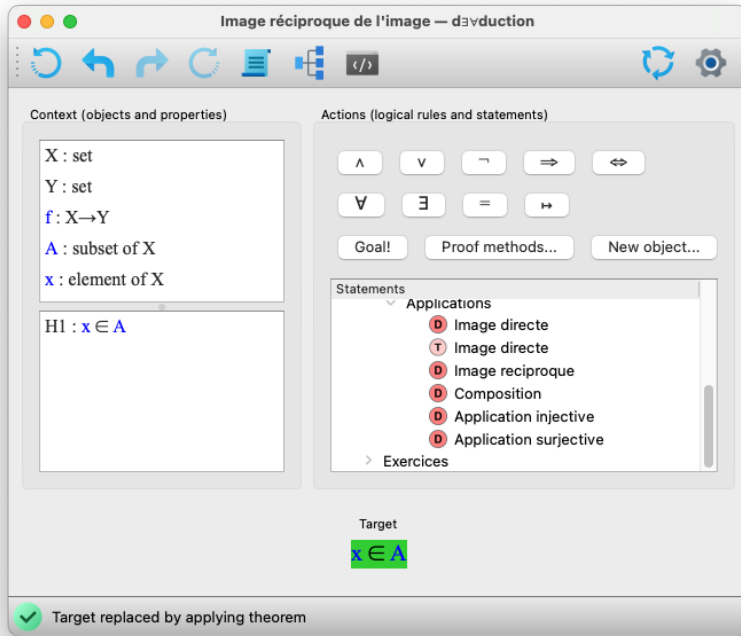 Image réciproque de l'image — d∃∀duction
</>
Context (objects and properties)
X : set
Y : set
f : X→Y
A : subset of X
x : element of X
H1 : x ∈ A
Actions (logical rules and statements)
∧ ∨ ¬ ⇒ ⇔
∀ ∃ = ↦
Goal! Proof methods... New object...
Statements
Applications
D Image directe
T Image directe
D Image reciproque
D Composition
D Application injective
D Application surjective
Exercices
Target
x ∈ A
Target replaced by applying theorem